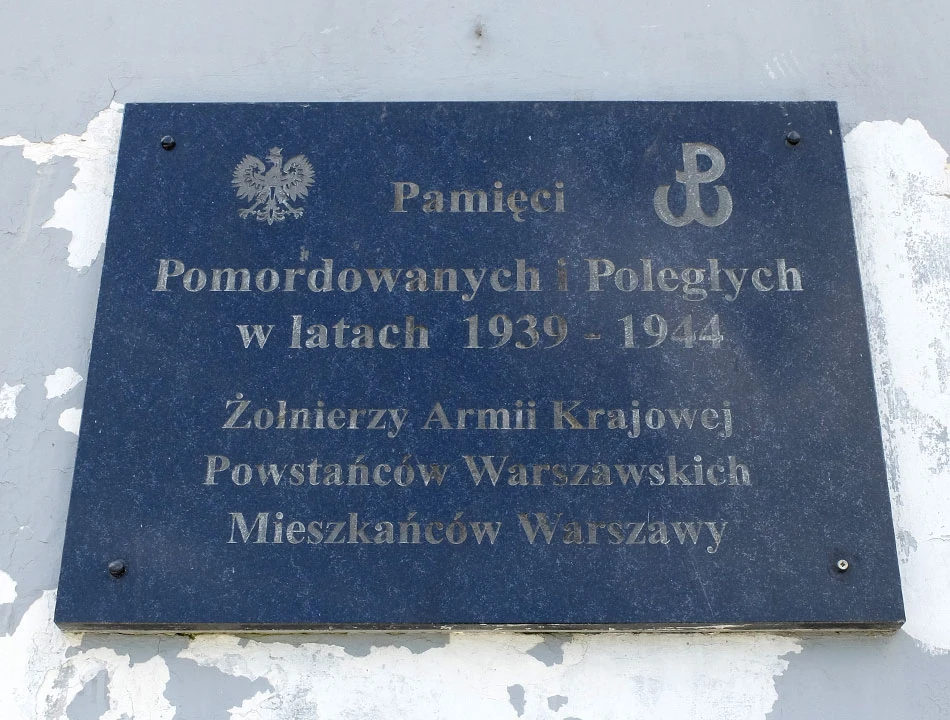 Pamięci
Pomordowanych i Poległych
w latach 1939 - 1944
Żołnierzy Armii Krajowej
Powstańców Warszawskich
Mieszkańców Warszawy